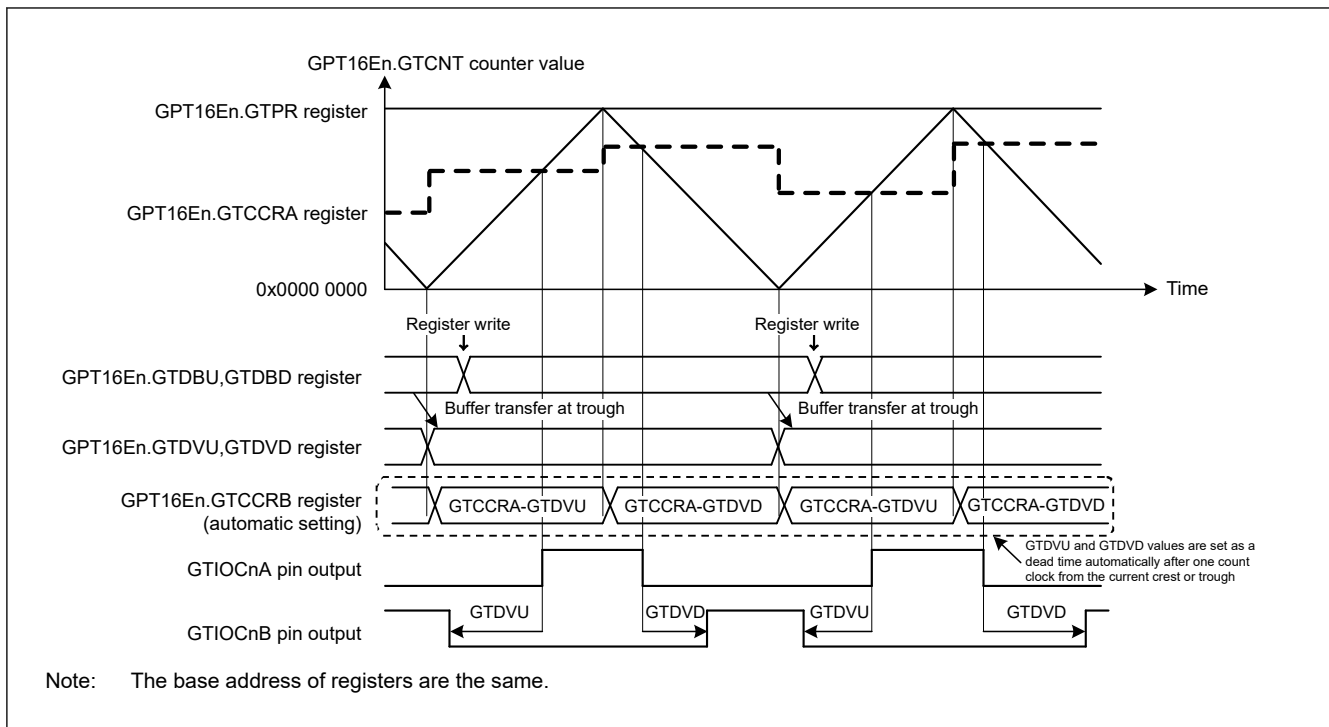 GPT16En.GTCNT counter value
GPT16En.GTPR register
GPT16En.GTCCRA register
0x0000 0000
Time
Register write
Register write
GPT16En.GTDBU,GTDBD register
Buffer transfer at trough
Buffer transfer at trough
GPT16En.GTDVU,GTDVD register
GPT16En.GTCCRB register
(automatic setting)
GTCCRA-GTDVU
GTCCRA-GTDVD
GTCCRA-GTDVU
GTCCRA-GTDVD
GTDVU and GTDVD values are set as a
dead time automatically after one count
clock from the current crest or trough
GTIOCnA pin output
GTDVU
GTDVD
GTDVU
GTDVD
GTIOCnB pin output
Note: The base address of registers are the same.